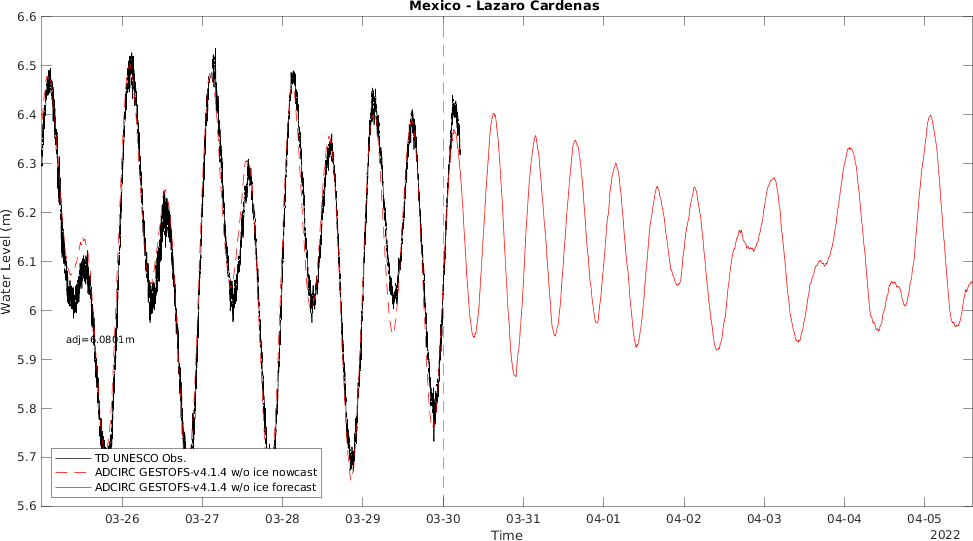 Mexico - Lazaro Cardenas
6.6
6.5
6.4
6.3
6.2
6.1
6
5.9
5.8
5.7
5.6
Water Level (m)
adj=6.0801m
TD UNESCO Obs.
ADCIRC GESTOFS-v4.1.4 w/o ice nowcast
ADCIRC GESTOFS-v4.1.4 w/o ice forecast
03-26 03-27 03-28 03-29 03-30 03-31 04-01 04-02 04-03 04-04 04-05
Time
2022